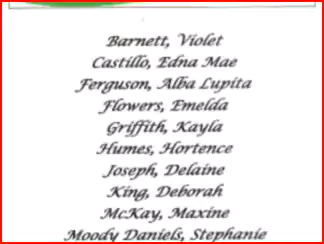 Barnett, Violet
Castillo, Edna Mae
Ferguson, Alba Lupita
Flowers, Emelda
Griffith, Kayla
Humes, Hortence
Joseph, Delaine
King, Deborah
McKay, Maxine
Moody Daniels, Stephanie